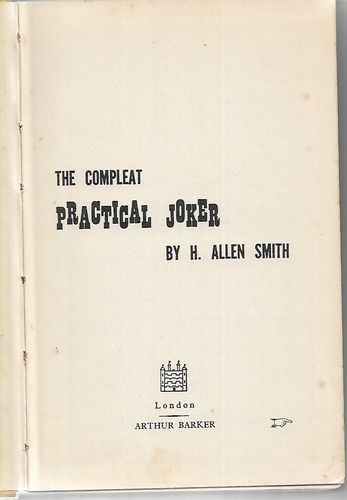 THE COMPLEAT
PRACTICAL JOKER
BY H. ALLEN SMITH
London
ARTHUR BARKER